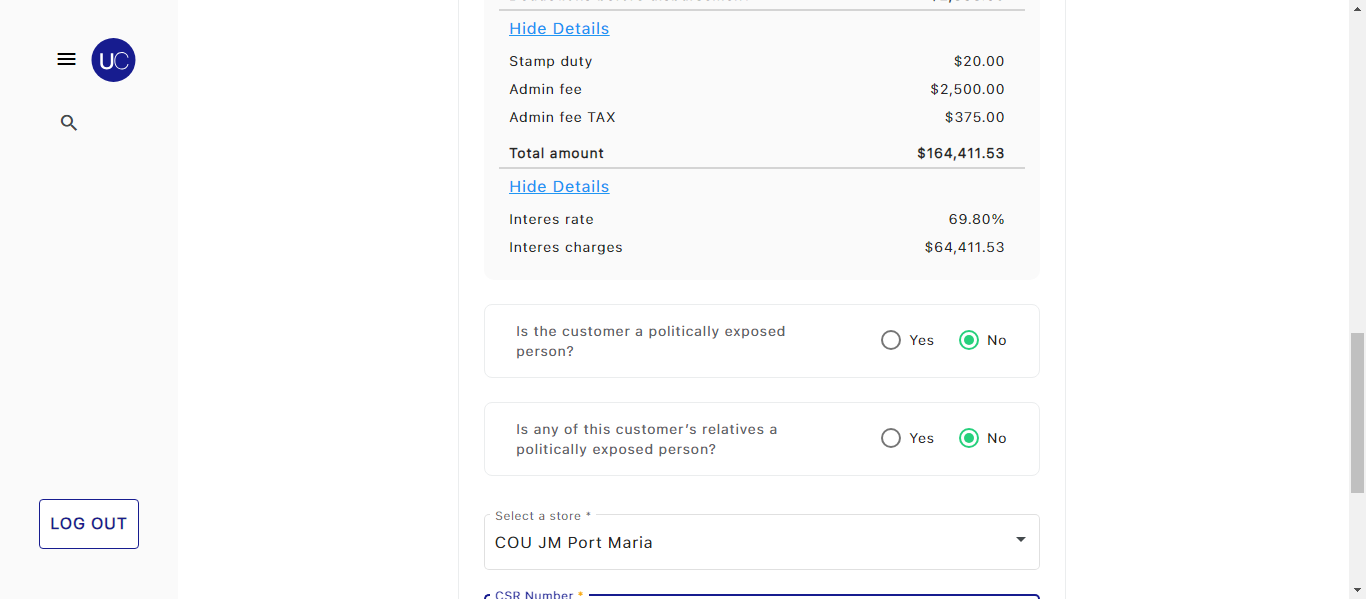 Hide Details
Stamp duty $20.00
Admin fee $2,500.00
Admin fee TAX $375.00
Total amount $164,411.53
Hide Details
Interes rate 69.80%
Interes charges $64,411.53
UC
Is the customer a politically exposed
person?
Yes No
Is any of this customer's relatives a
politically exposed person?
Yes No
LOG OUT
Select a store *
COU JM Port Maria
CSR Number *